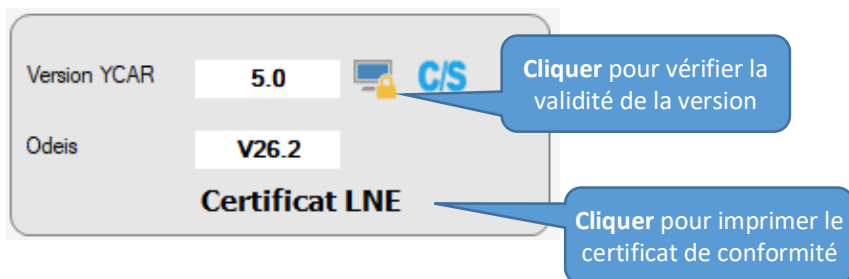 Version YCAR 5.0 C/S
Cliquer pour vérifier la
validité de la version
Odeis V26.2
Certificat LNE
Cliquer pour imprimer le
certificat de conformité